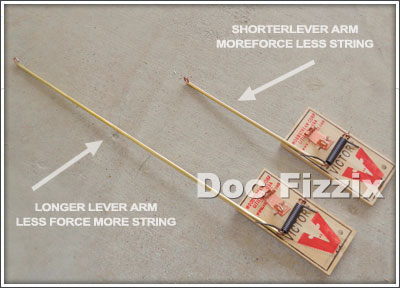 SHORTERLEVER ARM
MOREFORCE LESS STRING
VICTOR
V
Doc Fizzix
LONGER LEVER ARM
LESS FORCE MORE STRING
VICTOR
V